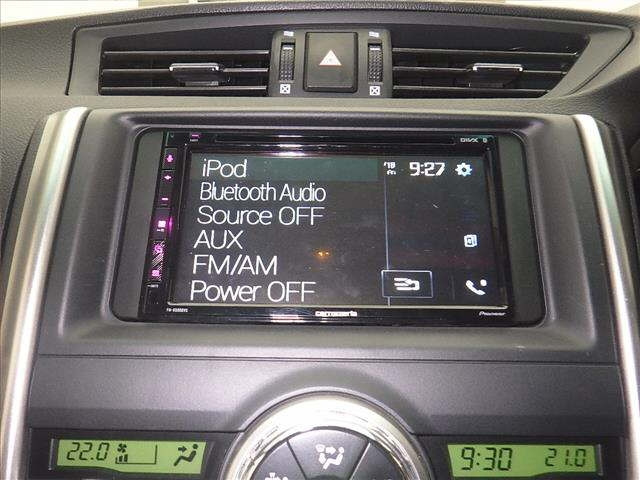 DIVX
iPod
Bluetooth Audio
Source OFF
AUX
FM/AM
Power OFF
9:27
carrozzeria
Pioneer
22.0
9:30
21.0